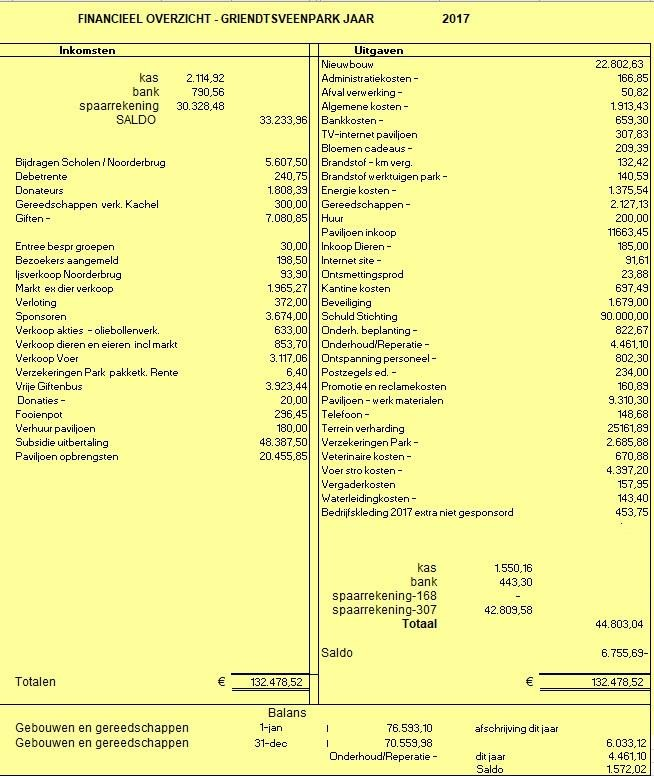 FINANCIEEL OVERZICHT - GRIENDTSVEENPARK JAAR 2017
Inkomsten
kas 2.114,92
bank 790,56
spaarrekening 30.328,48
SALDO 33.233,96
Bijdragen Scholen / Noorderbrug 5.607,50
Debetrente 240,75
Donateurs 1.808,39
Gereedschappen verk. Kachel 300,00
Giften - 7.080,85
Entree bespr groepen 30,00
Bezoekers aangemeld 198,50
Ijsverkoop Noorderbrug 93,90
Markt ex dier verkoop 1.965,27
Verloting 372,00
Sponsoren 3.674,00
Verkoop akties - oliebollenverk. 633,00
Verkoop dieren en eieren incl markt 853,70
Verkoop Voer 3.117,06
Verzekeringen Park pakketk. Rente 6,40
Vrije Giftenbus 3.923,44
Donaties - 20,00
Fooienpot 296,45
Verhuur paviljoen 180,00
Subsidie uitbertaling 48.387,50
Paviljoen opbrengsten 20.455,85
Totalen € 132.478,52
Uitgaven
Nieuwbouw 22.802,63
Administratiekosten - 166,85
Afval verwerking - 50,82
Algemene kosten - 1.913,43
Bankkosten - 659,30
TV-internet paviljoen 307,83
Bloemen cadeaus - 209,39
Brandstof - km verg. 132,42
Brandstof werktuigen park - 140,59
Energie kosten - 1.375,54
Gereedschappen - 2.127,13
Huur 200,00
Paviljoen inkoop 11663,45
Inkoop Dieren - 185,00
Internet site - 91,61
Ontsmettingsprod 23,88
Kantine kosten 697,49
Beveiliging 1.679,00
Schuld Stichting 90.000,00
Onderh. beplanting - 822,67
Onderhoud/Reperatie - 4.461,10
Ontspanning personeel - 802,30
Postzegels ed. - 234,00
Promotie en reclamekosten 160,89
Paviljoen - werk materialen 9.310,30
Telefoon - 148,68
Terrein verharding 25161,89
Verzekeringen Park - 2.685,88
Veterinaire kosten - 670,88
Voer stro kosten - 4.397,20
Vergaderkosten 157,95
Waterleidingkosten - 143,40
Bedrijfskleding 2017 extra niet gesponsord 453,75
kas 1.550,16
bank 443,30
spaarrekening-168 -
spaarrekening-307 42.809,58
Totaal 44.803,04
Saldo 6.755,69-
€ 132.478,52
Balans
Gebouwen en gereedschappen 1-jan I 76.593,10 afschrijving dit jaar
Gebouwen en gereedschappen 31-dec I 70.559,98 6.033,12
Onderhoud/Reperatie - dit jaar 4.461,10
Saldo 1.572,02